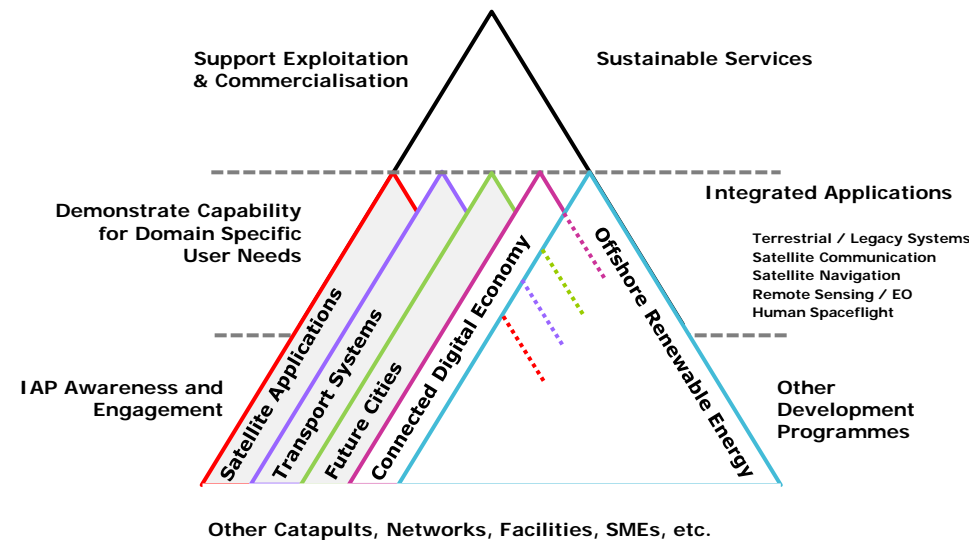 Support Exploitation
& Commercialisation
Sustainable Services
Demonstrate Capability
for Domain Specific
User Needs
Integrated Applications
Terrestrial / Legacy Systems
Satellite Communication
Satellite Navigation
Remote Sensing / EO
Human Spaceflight
Satellite Applications
Transport Systems
Future Cities
Connected Digital Economy
Offshore Renewable Energy
IAP Awareness and
Engagement
Other
Development
Programmes
Other Catapults, Networks, Facilities, SMEs, etc.